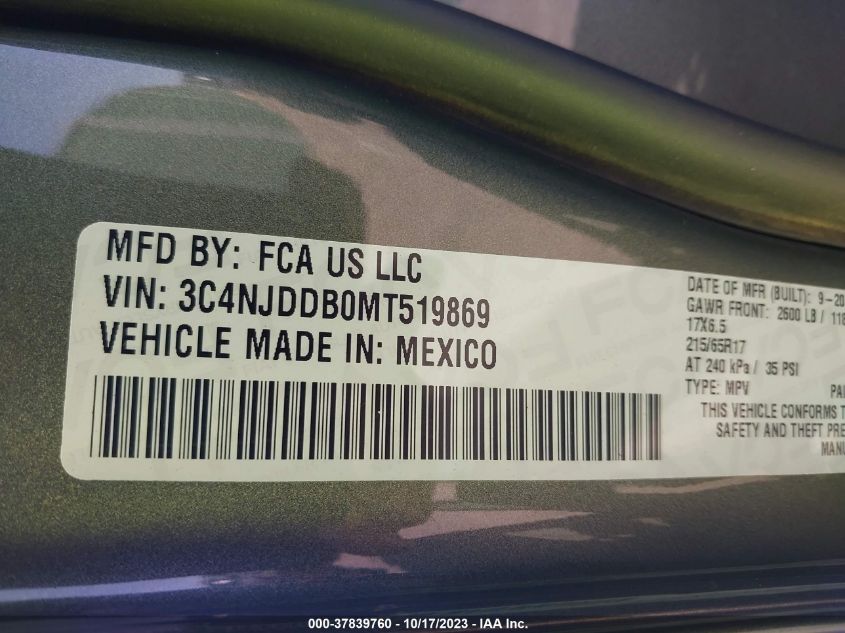 MFD BY: FCA US LLC
VIN: 3C4NJDDB0MT519869
VEHICLE MADE IN: MEXICO
DATE OF MFR (BUILT): 9-20
GAWR FRONT: 2600 LB / 118
17X6.5
215/65R17
AT 240 kPa / 35 PSI
TYPE: MPV
THIS VEHICLE CONFORMS
SAFETY AND THEFT
000-37839760 - 10/17/2023 - IAA Inc.